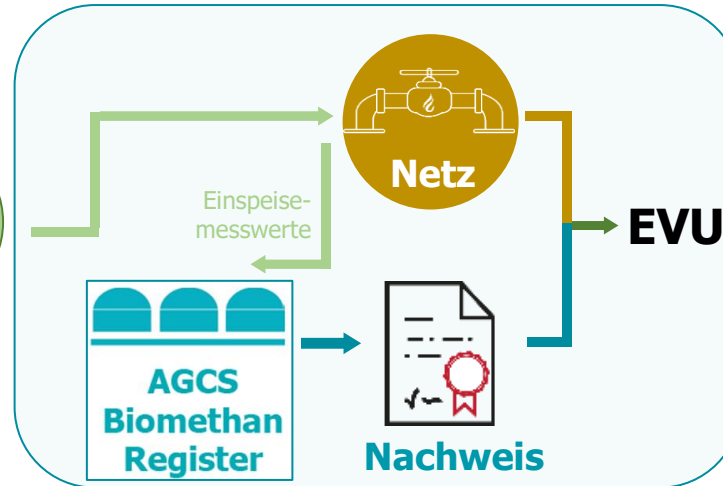 Netz
Einspeise-
messwerte
EVU
AGCS
Biomethan
Register
Nachweis